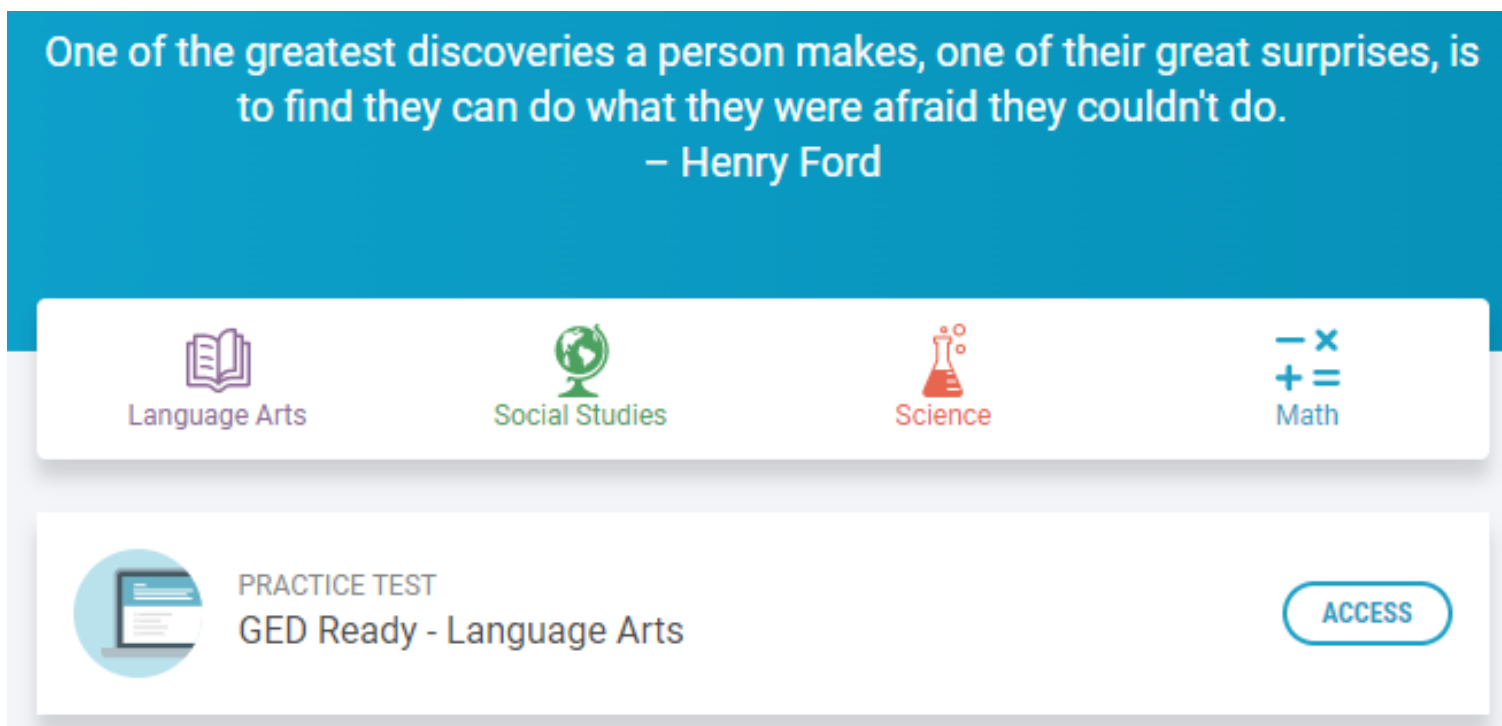 One of the greatest discoveries a person makes, one of their great surprises, is
to find they can do what they were afraid they couldn't do.
– Henry Ford
Language Arts
Social Studies
Science
Math
PRACTICE TEST
GED Ready - Language Arts
ACCESS